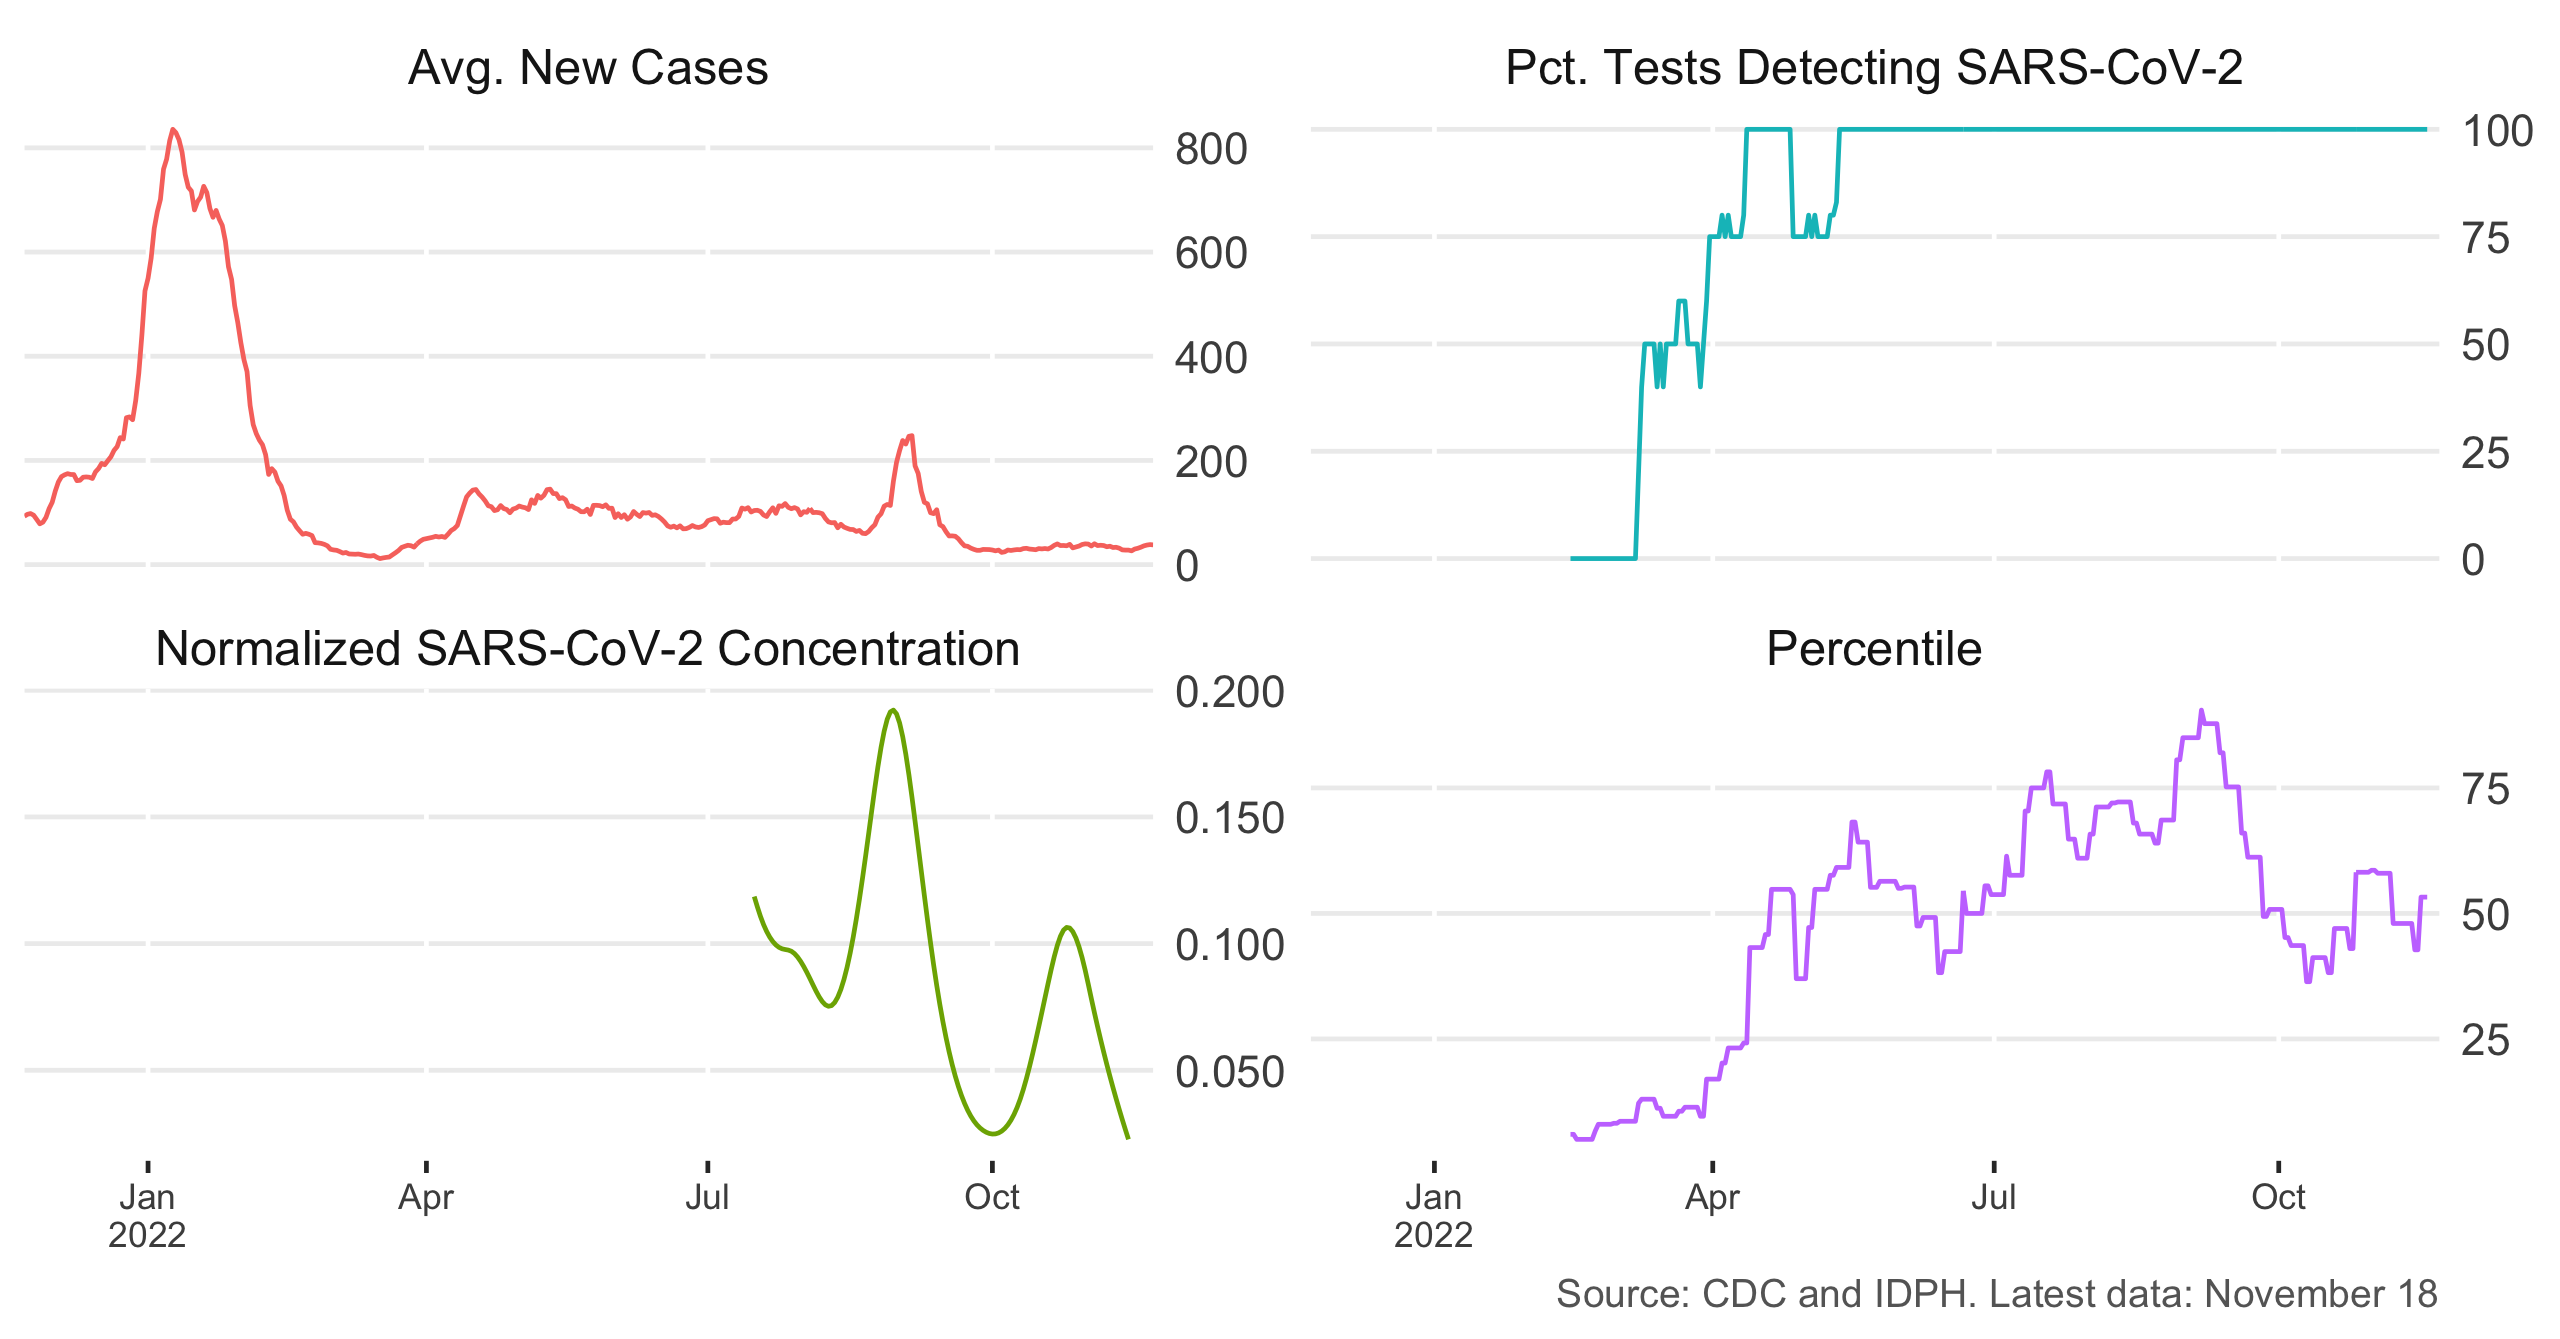 Avg. New Cases
800
600
400
200
0
Pct. Tests Detecting SARS-CoV-2
100
75
50
25
0
Normalized SARS-CoV-2 Concentration
0.200
0.150
0.100
0.050
Jan
2022
Apr
Jul
Oct
Percentile
75
50
25
Jan
2022
Apr
Jul
Oct
Source: CDC and IDPH. Latest data: November 18